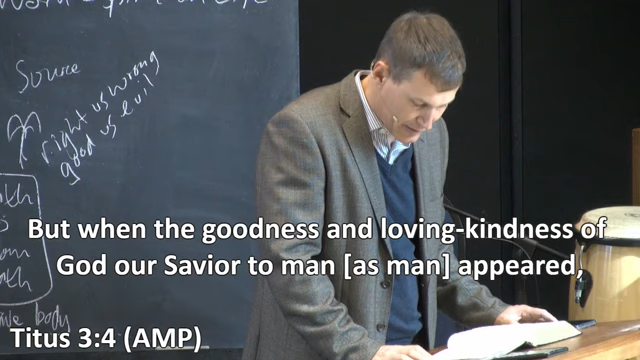 Source
right vs wrong
good vs evil
But when the goodness and loving-kindness of
God our Savior to man [as man] appeared,
body
Titus 3:4 (AMP)